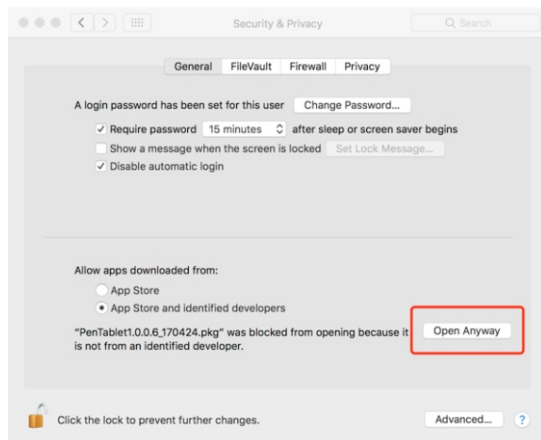 Security & Privacy
Search
General FileVault Firewall Privacy
A login password has been set for this user Change Password...
Require password 15 minutes after sleep or screen saver begins
Show a message when the screen is locked Set Lock Message...
Disable automatic login
Allow apps downloaded from:
App Store
App Store and identified developers
"PenTablet1.0.0.6_170424.pkg" was blocked from opening because it
is not from an identified developer.
Open Anyway
Click the lock to prevent further changes.
Advanced...
?